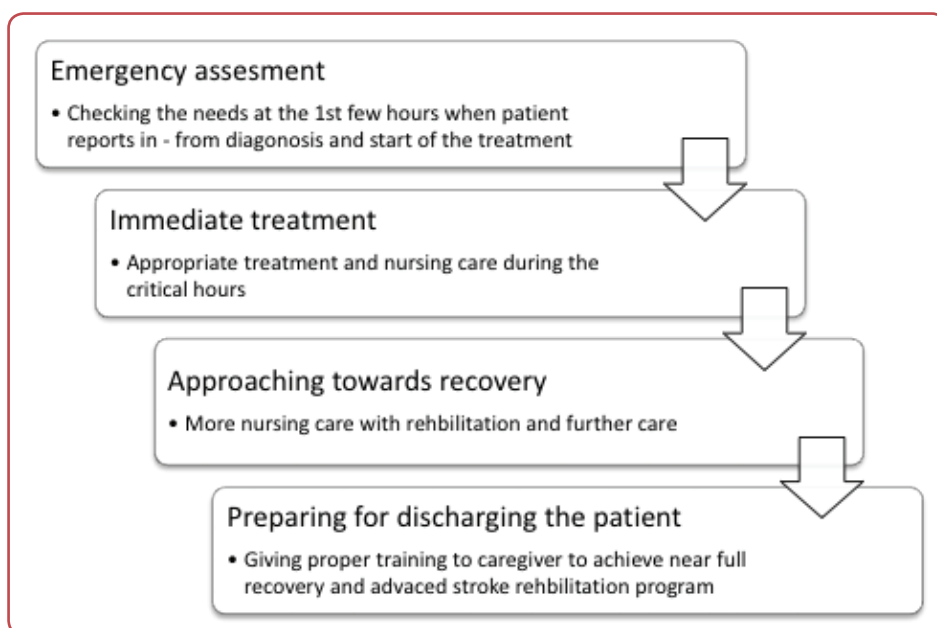 Emergency assesment
• Checking the needs at the 1st few hours when patient
reports in - from diagonosis and start of the treatment
Immediate treatment
• Appropriate treatment and nursing care during the
critical hours
Approaching towards recovery
• More nursing care with rehbilitation and further care
Preparing for discharging the patient
• Giving proper training to caregiver to achieve near full
recovery and advaced stroke rehbilitation program